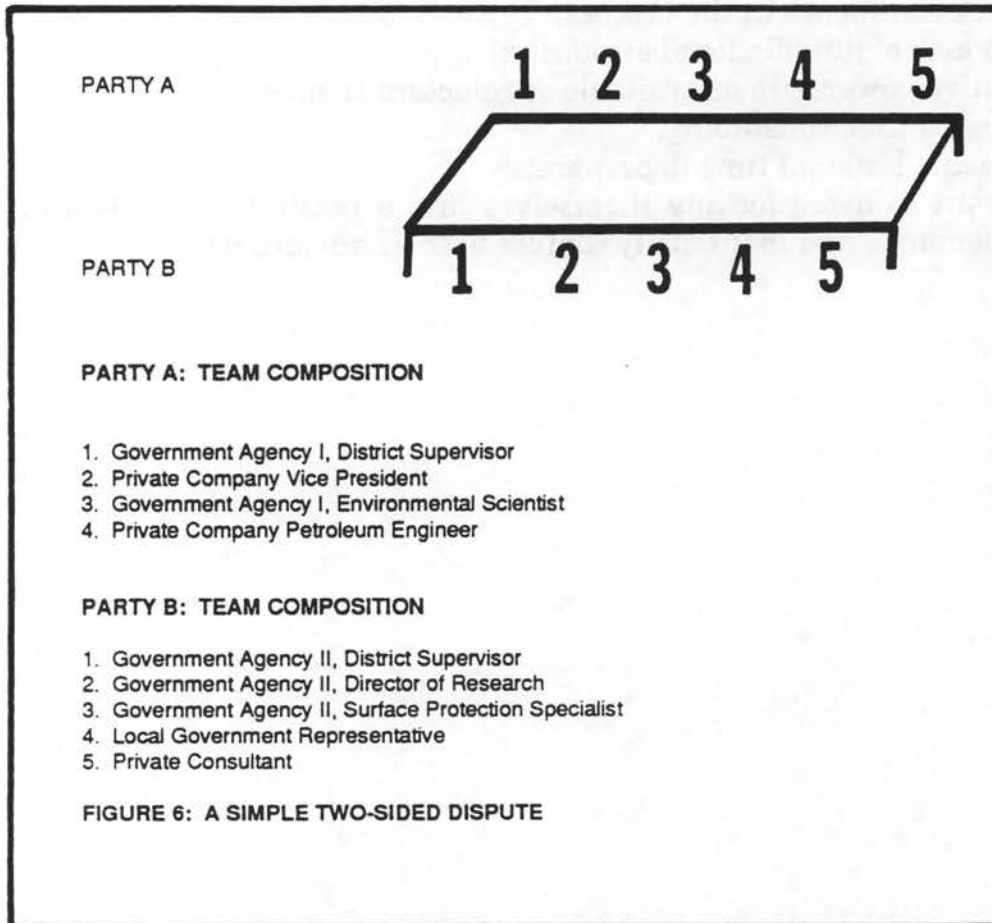 PARTY A
1 2 3 4 5
PARTY B
1 2 3 4 5
PARTY A: TEAM COMPOSITION
1. Government Agency I, District Supervisor
2. Private Company Vice President
3. Government Agency I, Environmental Scientist
4. Private Company Petroleum Engineer
PARTY B: TEAM COMPOSITION
1. Government Agency II, District Supervisor
2. Government Agency II, Director of Research
3. Government Agency II, Surface Protection Specialist
4. Local Government Representative
5. Private Consultant
FIGURE 6: A SIMPLE TWO-SIDED DISPUTE